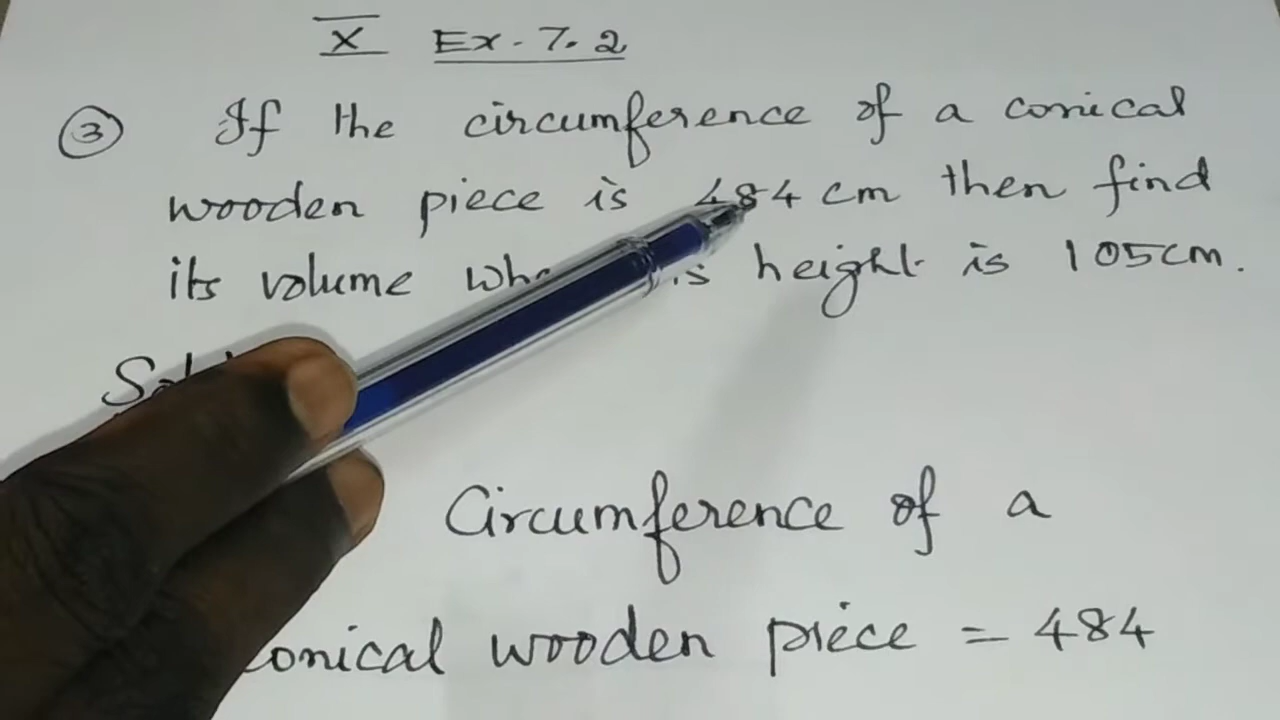 X Ex. 7.2
③ If the circumference of a conical
wooden piece is 484 cm then find
its volume is height is 105cm.
Circumference of a
conical wooden piece = 484